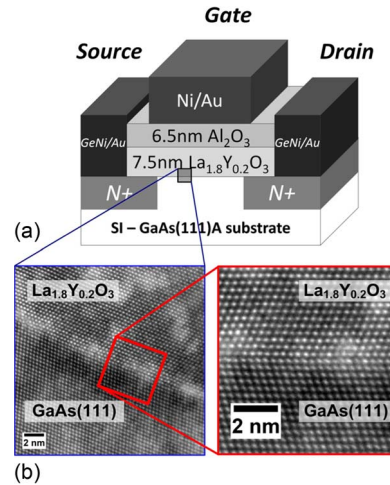 Gate
Source
Drain
Ni/Au
GeNi/Au
GeNi/Au
6.5nm Al₂O₃
7.5nm La₁.₈Y₀.₂O₃
N+
N+
SI – GaAs(111)A substrate
(a)
La₁.₈Y₀.₂O₃
La₁.₈Y₀.₂O₃
GaAs(111)
2 nm
2 nm
GaAs(111)
(b)